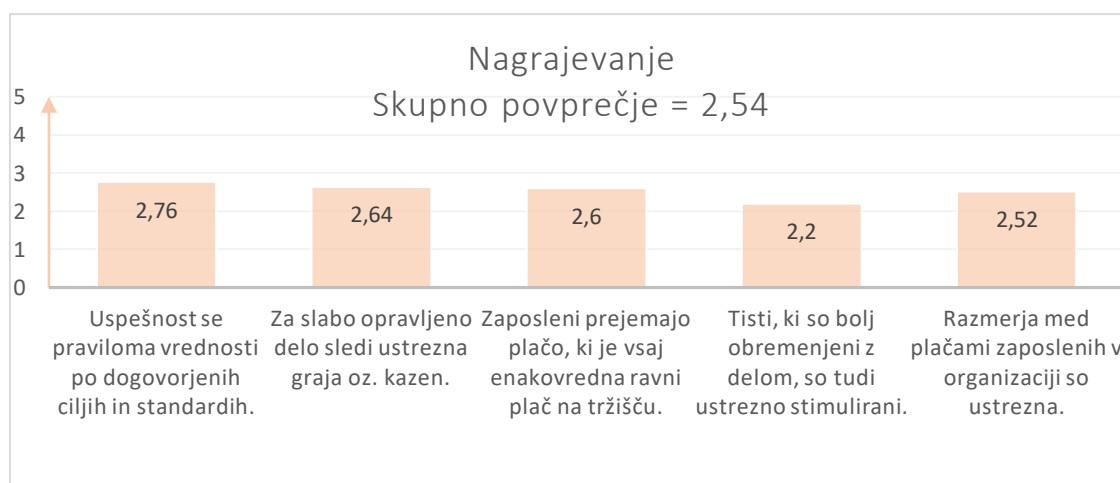 Nagrajevanje
Skupno povprečje = 2,54
5
4
3
2
1
0
2,76
2,64
2,6
2,2
2,52
Uspešnost se
praviloma vrednosti
po dogovorjenih
ciljih in standardih.
Za slabo opravljeno
delo sledi ustrezna
graja oz. kazen.
Zaposleni prejemajo
plačo, ki je vsaj
enakovredna ravni
plač na tržišču.
Tisti, ki so bolj
obremenjeni z
delom, so tudi
ustrezno stimulirani.
Razmerja med
plačami zaposlenih v
organizaciji so
ustrezna.